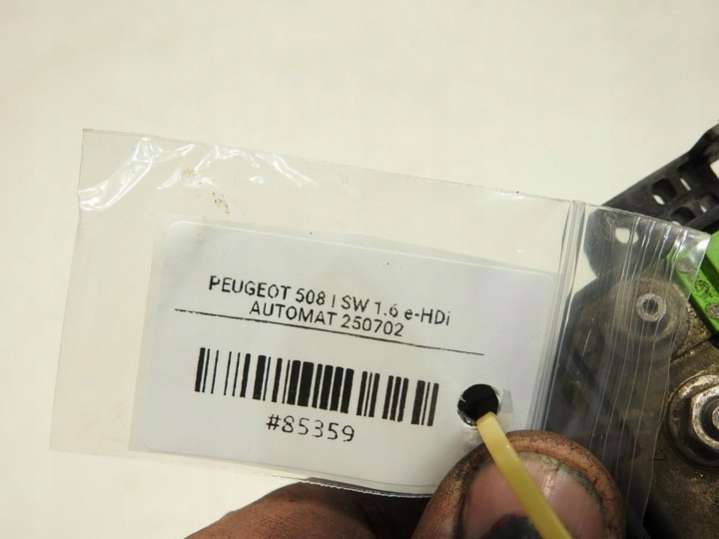 PEUGEOT 508 I SW 1.6 e-HDi
AUTOMAT 250702
#85359